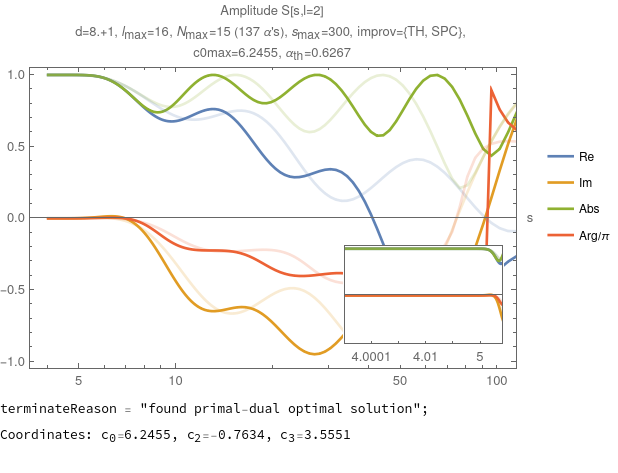 Amplitude S[s,l=2]
d=8.+1, lmax=16, Nmax=15 (137 α's), smax=300, improv={TH, SPC},
c0max=6.2455, αth=0.6267
1.0
0.5
0.0
-0.5
-1.0
s
Re
Im
Abs
Arg/π
4.0001 4.01 5
5 10 50 100
terminateReason = "found primal-dual optimal solution";
Coordinates: c0=6.2455, c2=-0.7634, c3=3.5551